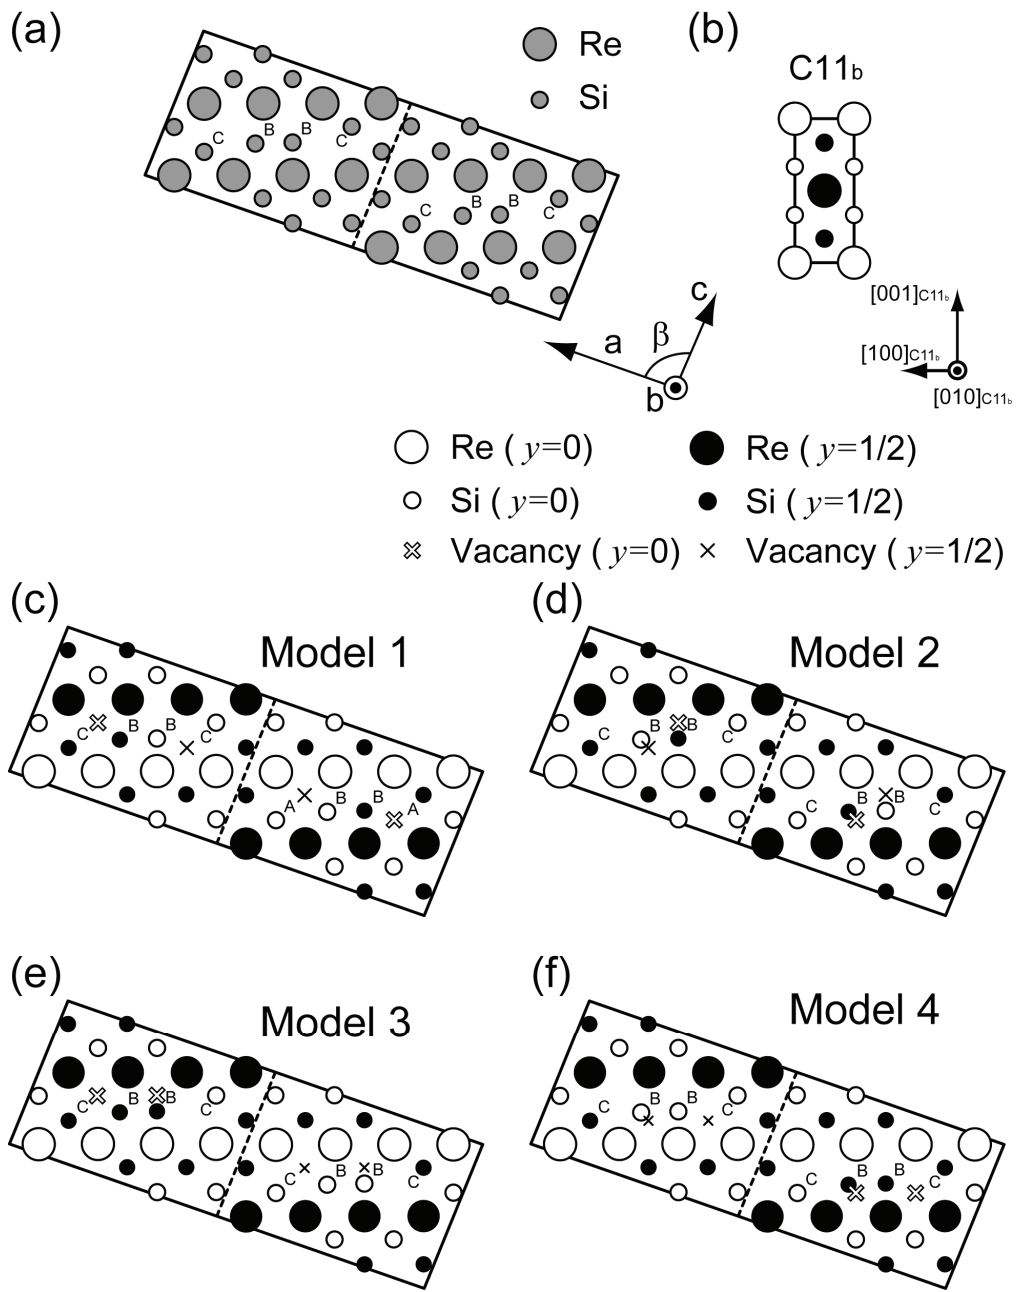 (a)
Re
Si
(b)
C11b
C B B C
C B B C
a β c
b
[001]C11b
[100]C11b
[010]C11b
Re ( y=0)
Re ( y=1/2)
Si ( y=0)
Si ( y=1/2)
Vacancy ( y=0)
Vacancy ( y=1/2)
(c)
Model 1
C B B C
A B B A
(d)
Model 2
C B B C
C B B C
(e)
Model 3
C B B C
C B B C
(f)
Model 4
C B B C
C B B C